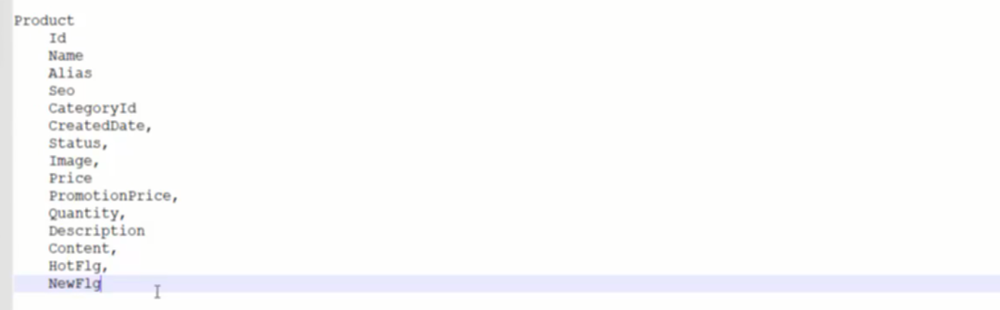 Product
Id
Name
Alias
Seo
CategoryId
CreatedDate,
Status,
Image,
Price
PromotionPrice,
Quantity,
Description
Content,
HotFlg,
NewFlg